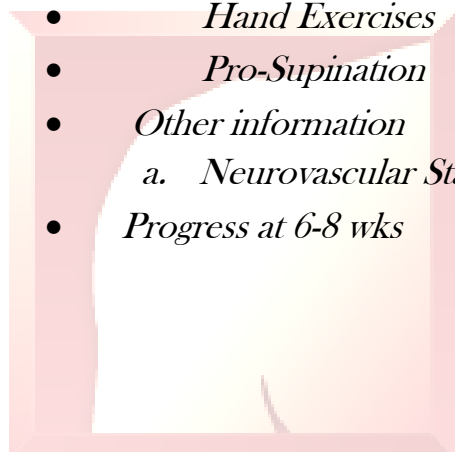 • Hand Exercises
• Pro-Supination
• Other information
a. Neurovascular
• Progress at 6-8 wks